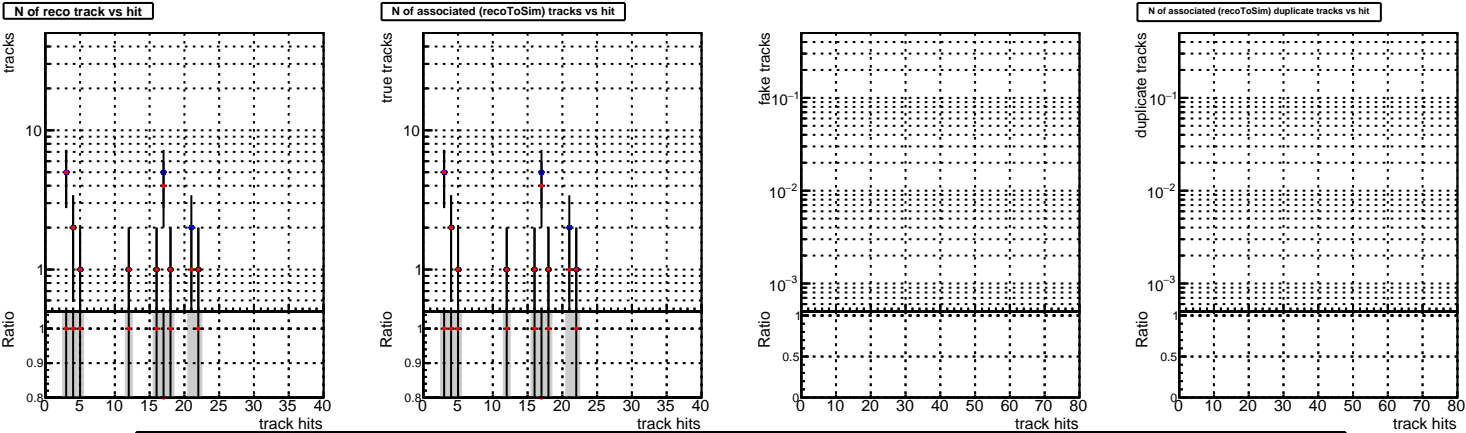 N of reco track vs hit
tracks
10
1
Ratio
1
0.9
0.8
0 5 10 15 20 25 30 35 40
track hits
N of associated (recoToSim) tracks vs hit
true tracks
10
1
Ratio
1
0.9
0.8
0 5 10 15 20 25 30 35 40
track hits
fake tracks
10−1
10−2
10−3
Ratio
1
0.5
0
0 10 20 30 40 50 60 70 80
track hits
N of associated (recoToSim) duplicate tracks vs hit
duplicate tracks
10−1
10−2
10−3
Ratio
1
0.5
0
0 10 20 30 40 50 60 70 80
track hits